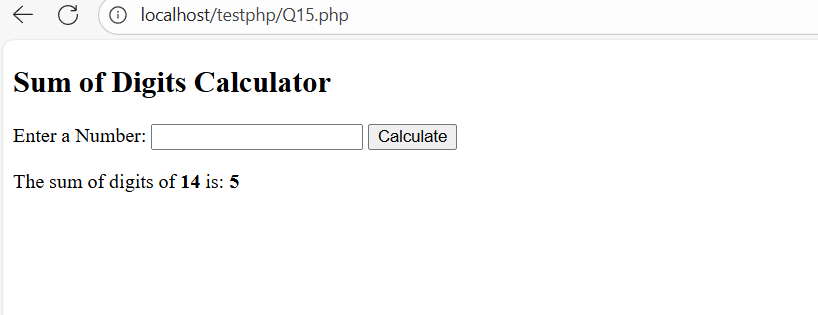 localhost/testphp/Q15.php
Sum of Digits Calculator
Enter a Number: Calculate
The sum of digits of 14 is: 5